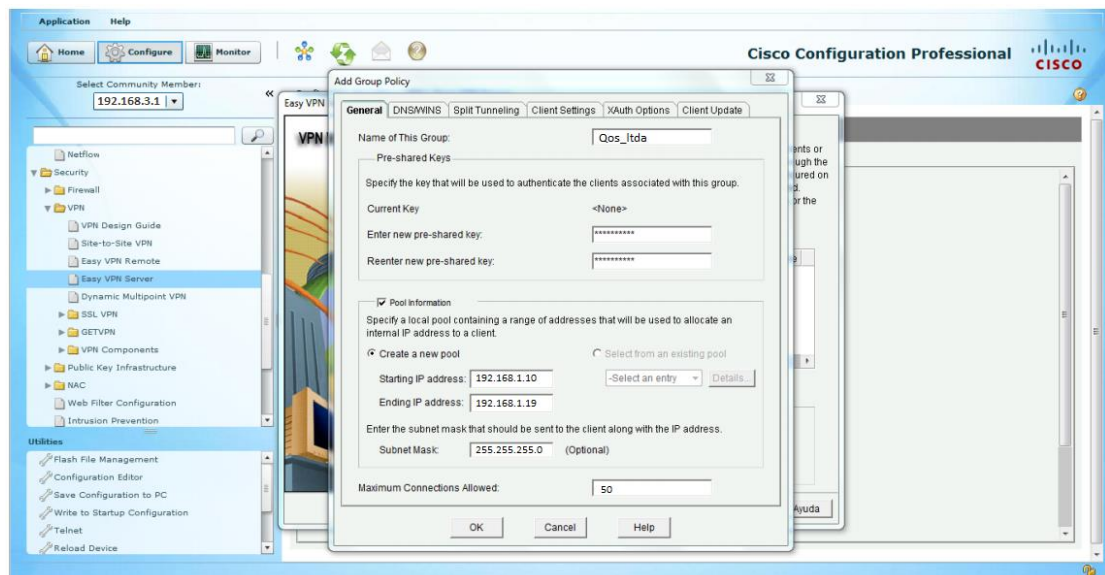 Application Help
Home Configure Monitor
Cisco Configuration Professional
CISCO
Select Community Member:
192.168.3.1
Netflow
Security
Firewall
VPN
VPN Design Guide
Site-to-Site VPN
Easy VPN Remote
Easy VPN Server
Dynamic Multipoint VPN
SSL VPN
GETVPN
VPN Components
Public Key Infrastructure
NAC
Web Filter Configuration
Intrusion Prevention
Utilities
Flash File Management
Configuration Editor
Save Configuration to PC
Write to Startup Configuration
Telnet
Reload Device
Easy VPN
VPN
Add Group Policy
General DNS/WINS Split Tunneling Client Settings XAuth Options Client Update
Name of This Group: Qos_ltda
Pre-shared Keys
Specify the key that will be used to authenticate the clients associated with this group.
Current Key <None>
Enter new pre-shared key: **********
Reenter new pre-shared key: **********
Pool Information
Specify a local pool containing a range of addresses that will be used to allocate an
internal IP address to a client.
Create a new pool Select from an existing pool
Starting IP address: 192.168.1.10 -Select an entry Details...
Ending IP address: 192.168.1.19
Enter the subnet mask that should be sent to the client along with the IP address.
Subnet Mask: 255.255.255.0 (Optional)
Maximum Connections Allowed: 50
OK Cancel Help
ents or
ugh the
ured on
d.
or the
Ayuda